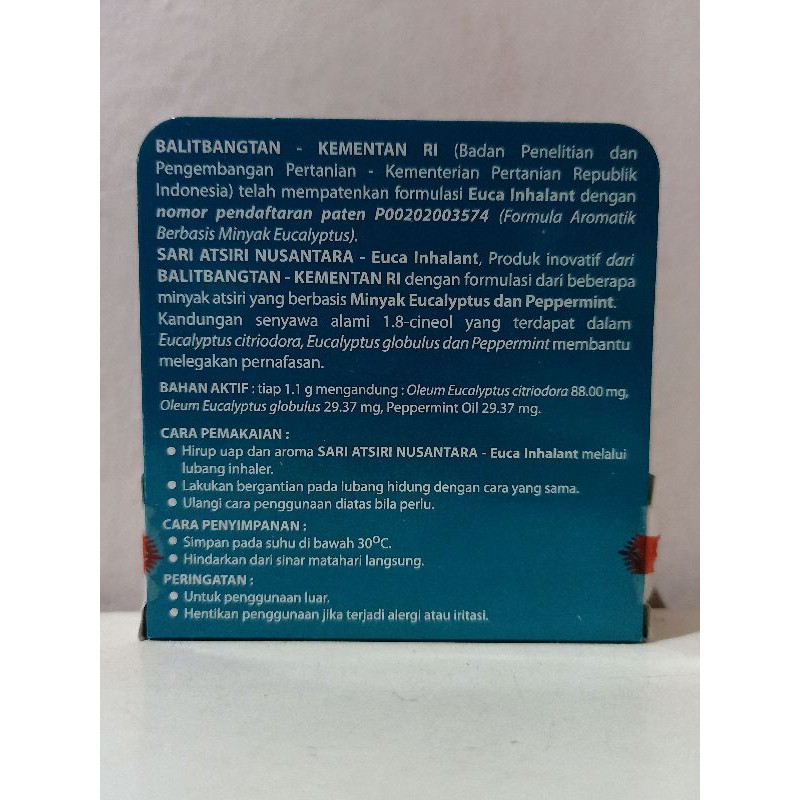 BALITBANGTAN - KEMENTAN RI (Badan Penelitian dan
Pengembangan Pertanian - Kementerian Pertanian Republik
Indonesia) telah mempatenkan formulasi Euca Inhalant dengan
nomor pendaftaran paten P00202003574 (Formula Aromatik
Berbasis Minyak Eucalyptus).
SARI ATSIRI NUSANTARA - Euca Inhalant, Produk inovatif dari
BALITBANGTAN - KEMENTAN RI dengan formulasi dari beberapa
minyak atsiri yang berbasis Minyak Eucalyptus dan Peppermint.
Kandungan senyawa alami 1.8-cineol yang terdapat dalam
Eucalyptus citriodora, Eucalyptus globulus dan Peppermint membantu
melegakan pernafasan.
BAHAN AKTIF : tiap 1.1 g mengandung : Oleum Eucalyptus citriodora 88.00 mg,
Oleum Eucalyptus globulus 29.37 mg, Peppermint Oil 29.37 mg.
CARA PEMAKAIAN :
● Hirup uap dan aroma SARI ATSIRI NUSANTARA - Euca Inhalant melalui
lubang inhaler.
● Lakukan bergantian pada lubang hidung dengan cara yang sama.
● Ulangi cara penggunaan diatas bila perlu.
CARA PENYIMPANAN :
● Simpan pada suhu di bawah 30ºC.
● Hindarkan dari sinar matahari langsung.
PERINGATAN :
● Untuk penggunaan luar.
● Hentikan penggunaan jika terjadi alergi atau iritasi.